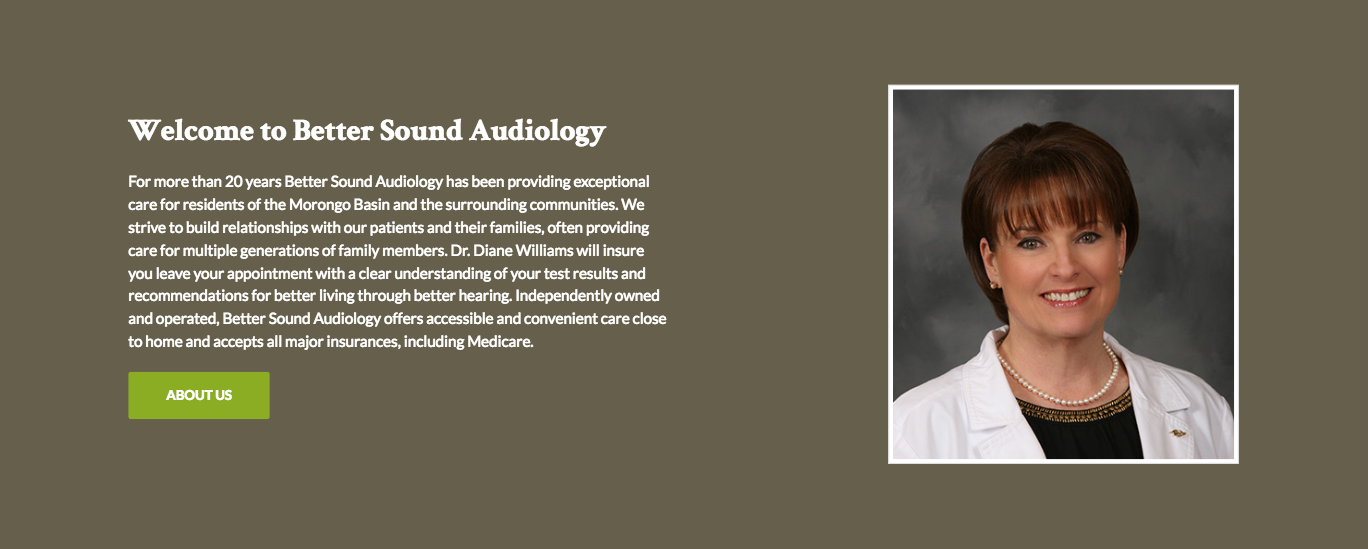 Welcome to Better Sound Audiology
For more than 20 years Better Sound Audiology has been providing exceptional
care for residents of the Morongo Basin and the surrounding communities. We
strive to build relationships with our patients and their families, often providing
care for multiple generations of family members. Dr. Diane Williams will insure
you leave your appointment with a clear understanding of your test results and
recommendations for better living through better hearing. Independently owned
and operated, Better Sound Audiology offers accessible and convenient care close
to home and accepts all major insurances, including Medicare.
ABOUT US